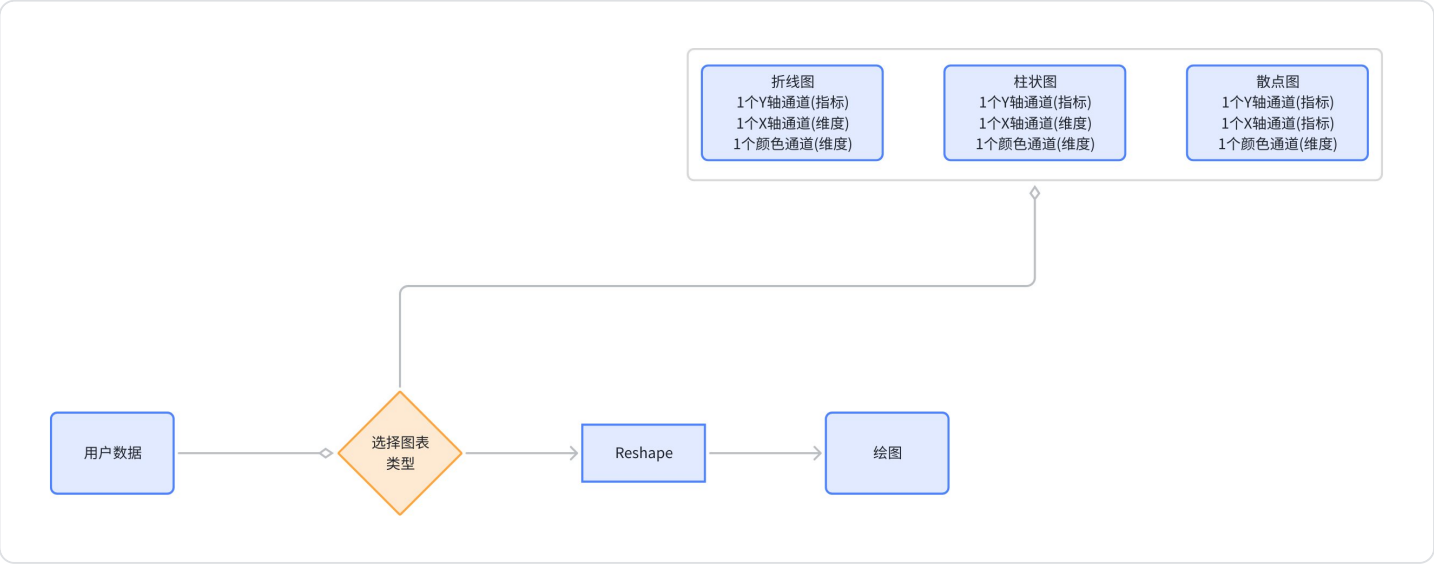 折线图
1个Y轴通道(指标)
1个X轴通道(维度)
1个颜色通道(维度)
柱状图
1个Y轴通道(指标)
1个X轴通道(维度)
1个颜色通道(维度)
散点图
1个Y轴通道(指标)
1个X轴通道(指标)
1个颜色通道(维度)
用户数据
选择图表
类型
Reshape
绘图